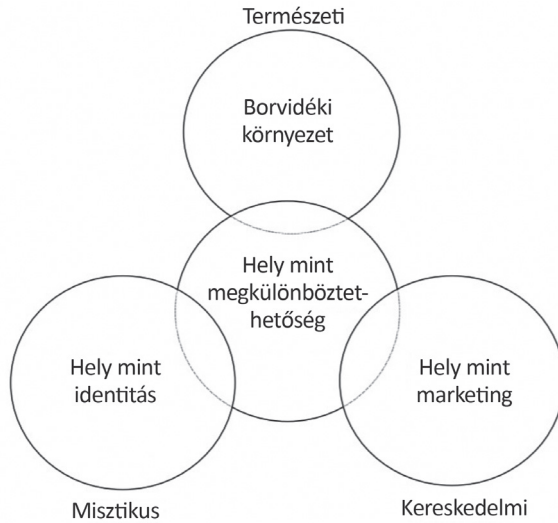 Természeti
Borvidéki
környezet
Hely mint
megkülönböztet-
hetőség
Hely mint
identitás
Hely mint
marketing
Misztikus
Kereskedelmi